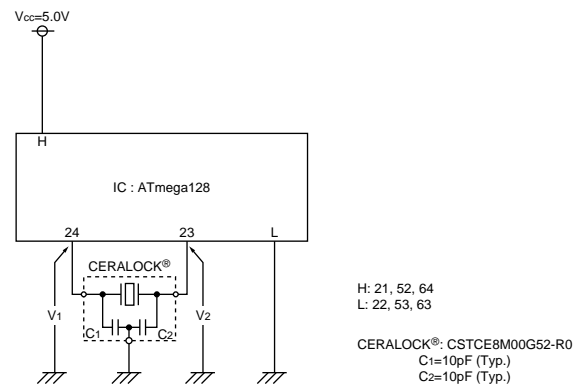 Vcc=5.0V
H
IC : ATmega128
24 23 L
CERALOCK®
V1 C1 C2 V2
H: 21, 52, 64
L: 22, 53, 63
CERALOCK®: CSTCE8M00G52-R0
C1=10pF (Typ.)
C2=10pF (Typ.)